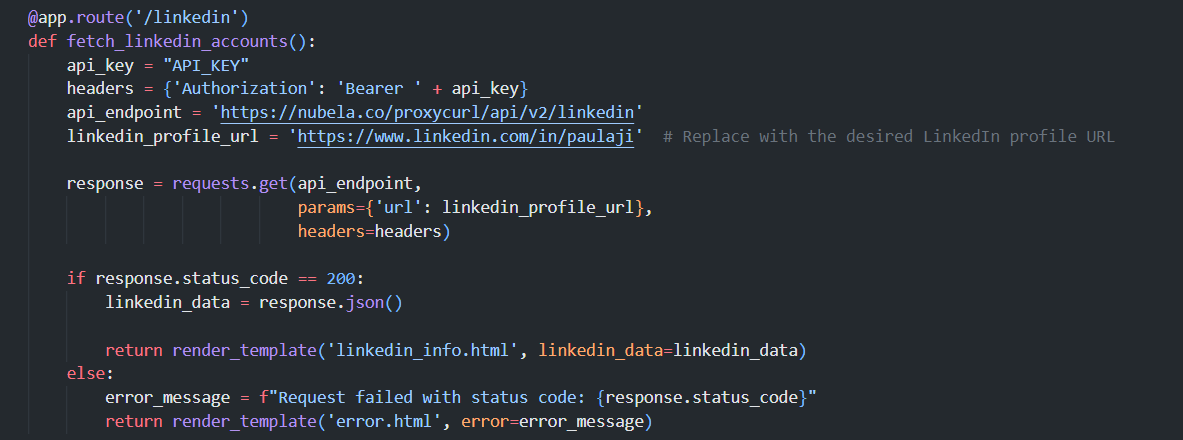 @app.route('/linkedin')
def fetch_linkedin_accounts():
    api_key = "API_KEY"
    headers = {'Authorization': 'Bearer ' + api_key}
    api_endpoint = 'https://nubela.co/proxycurl/api/v2/linkedin'
    linkedin_profile_url = 'https://www.linkedin.com/in/paulaji'  # Replace with the desired LinkedIn profile URL
    response = requests.get(api_endpoint,
                            params={'url': linkedin_profile_url},
                            headers=headers)
    if response.status_code == 200:
        linkedin_data = response.json()
        return render_template('linkedin_info.html', linkedin_data=linkedin_data)
    else:
        error_message = f"Request failed with status code: {response.status_code}"
        return render_template('error.html', error=error_message)